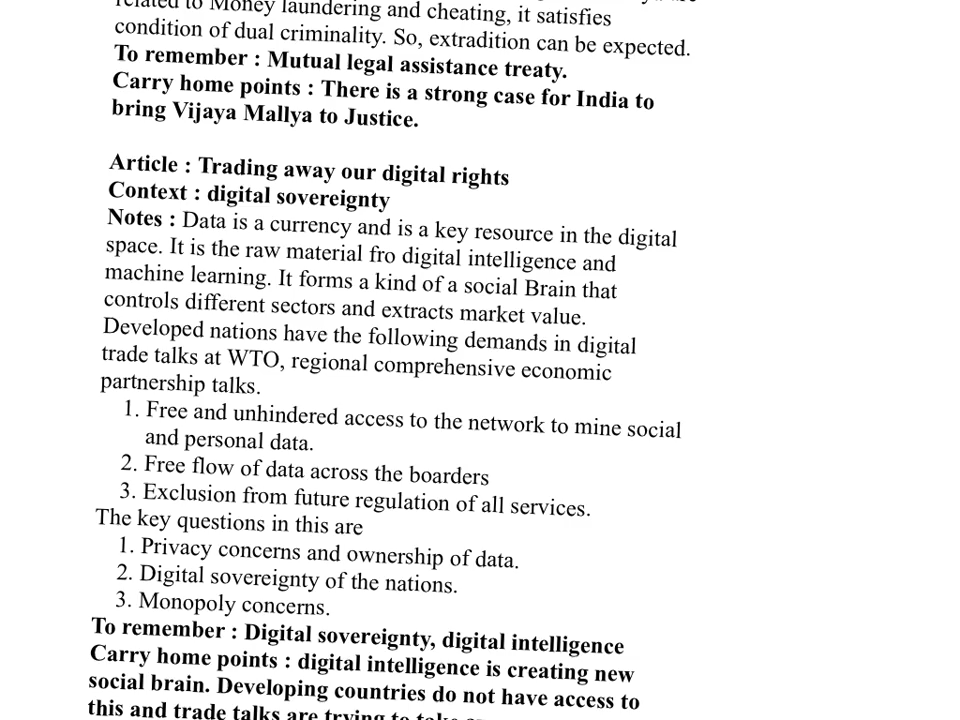 related to Money laundering and cheating, it satisfies
condition of dual criminality. So, extradition can be expected.
To remember : Mutual legal assistance treaty.
Carry home points : There is a strong case for India to
bring Vijaya Mallya to Justice.
Article : Trading away our digital rights
Context : digital sovereignty
Notes : Data is a currency and is a key resource in the digital
space. It is the raw material fro digital intelligence and
machine learning. It forms a kind of a social Brain that
controls different sectors and extracts market value.
Developed nations have the following demands in digital
trade talks at WTO, regional comprehensive economic
partnership talks.
1. Free and unhindered access to the network to mine social
and personal data.
2. Free flow of data across the boarders
3. Exclusion from future regulation of all services.
The key questions in this are
1. Privacy concerns and ownership of data.
2. Digital sovereignty of the nations.
3. Monopoly concerns.
To remember : Digital sovereignty, digital intelligence
Carry home points : digital intelligence is creating new
social brain. Developing countries do not have access to
this and trade talks are trying to take